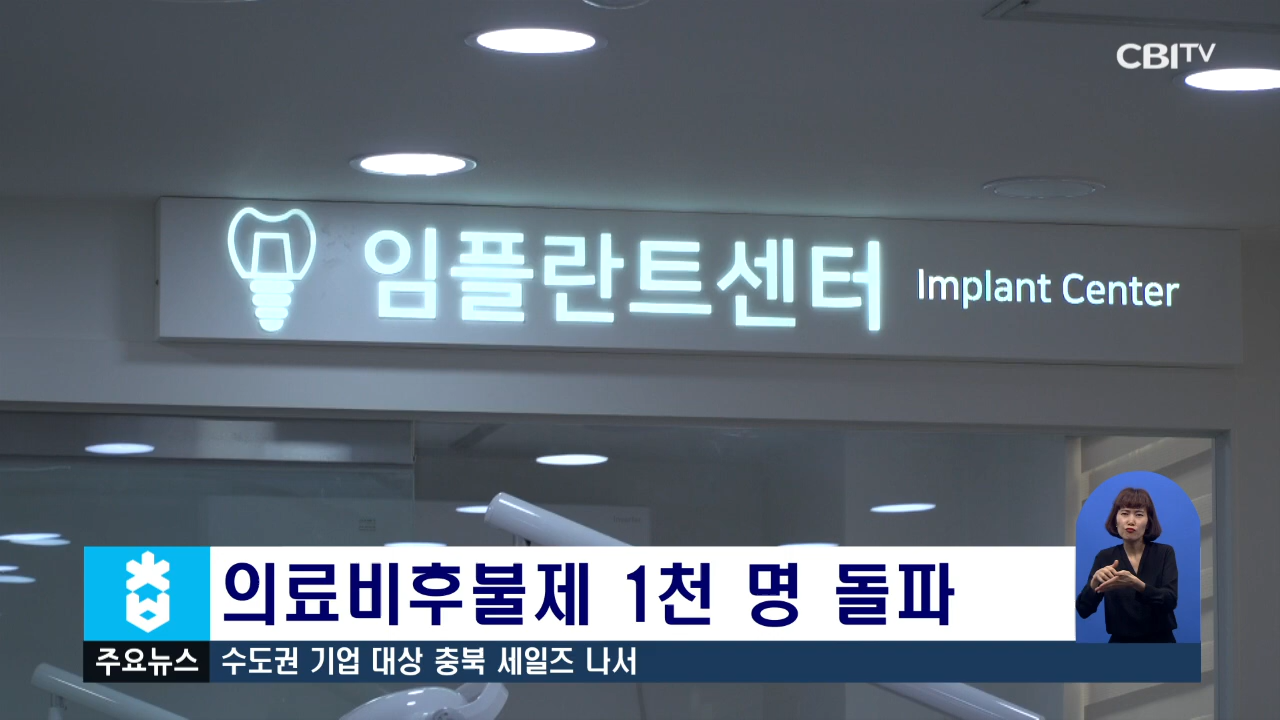 CBITV
임플란트센터 Implant Center
의료비후불제 1천 명 돌파
주요뉴스 수도권 기업 대상 충북 세일즈 나서